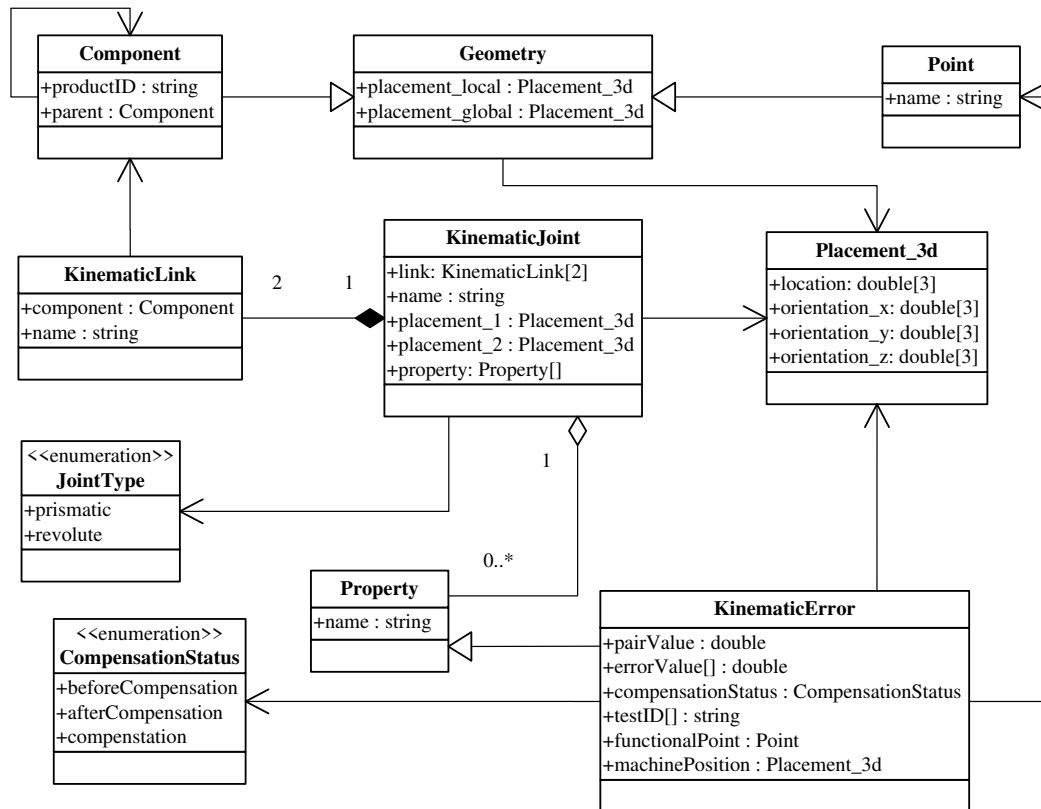 Component
+productID : string
+parent : Component
Geometry
+placement_local : Placement_3d
+placement_global : Placement_3d
Point
+name : string
KinematicLink
+component : Component
+name : string
2
1
KinematicJoint
+link: KinematicLink[2]
+name : string
+placement_1 : Placement_3d
+placement_2 : Placement_3d
+property: Property[]
Placement_3d
+location: double[3]
+orientation_x: double[3]
+orientation_y: double[3]
+orientation_z: double[3]
<<enumeration>>
JointType
+prismatic
+revolute
1
0..*
Property
+name : string
<<enumeration>>
CompensationStatus
+beforeCompensation
+afterCompensation
+compenstation
KinematicError
+pairValue : double
+errorValue[] : double
+compensationStatus : CompensationStatus
+testID[] : string
+functionalPoint : Point
+machinePosition : Placement_3d